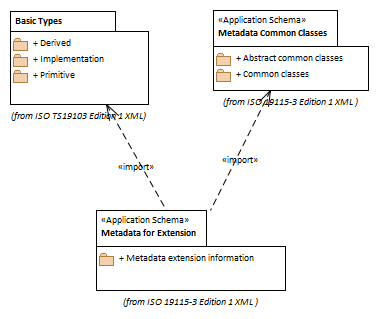 Basic Types
+ Derived
+ Implementation
+ Primitive
(from ISO TS19103 Edition 1 XML)
«Application Schema»
Metadata Common Classes
+ Abstract common classes
+ Common classes
(from ISO 19115-3 Edition 1 XML )
«import»
«import»
«Application Schema»
Metadata for Extension
+ Metadata extension information
(from ISO 19115-3 Edition 1 XML )